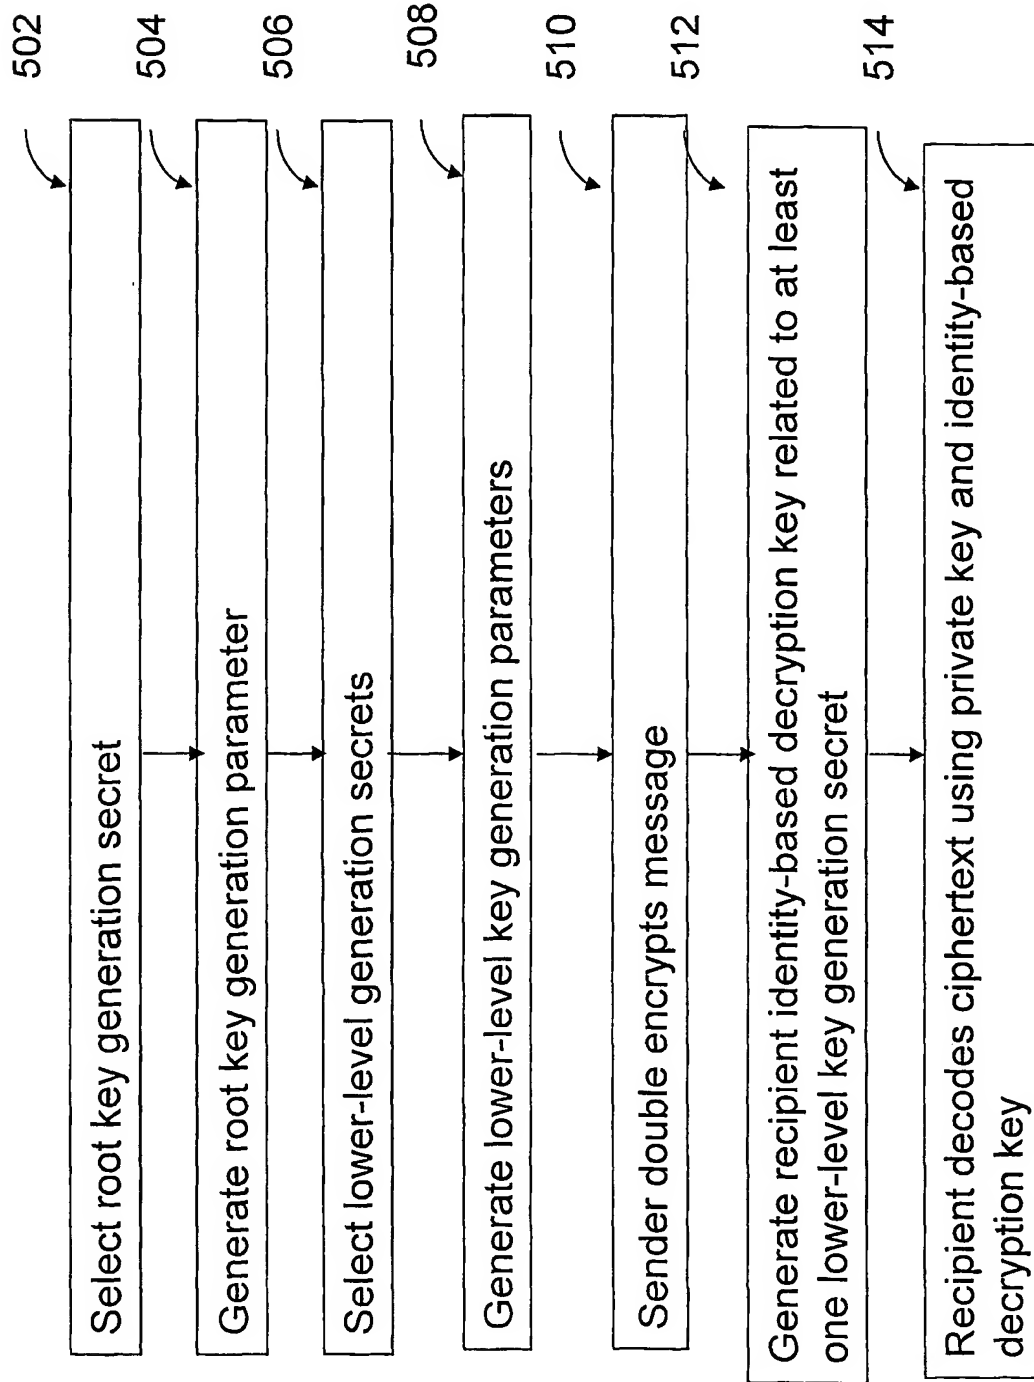 Select root key generation secret
502
Generate root key generation parameter
504
Select lower-level generation secrets
506
Generate lower-level key generation parameters
508
Sender double encrypts message
510
Generate recipient identity-based decryption key related to at least
one lower-level key generation secret
512
Recipient decodes ciphertext using private key and identity-based
decryption key
514